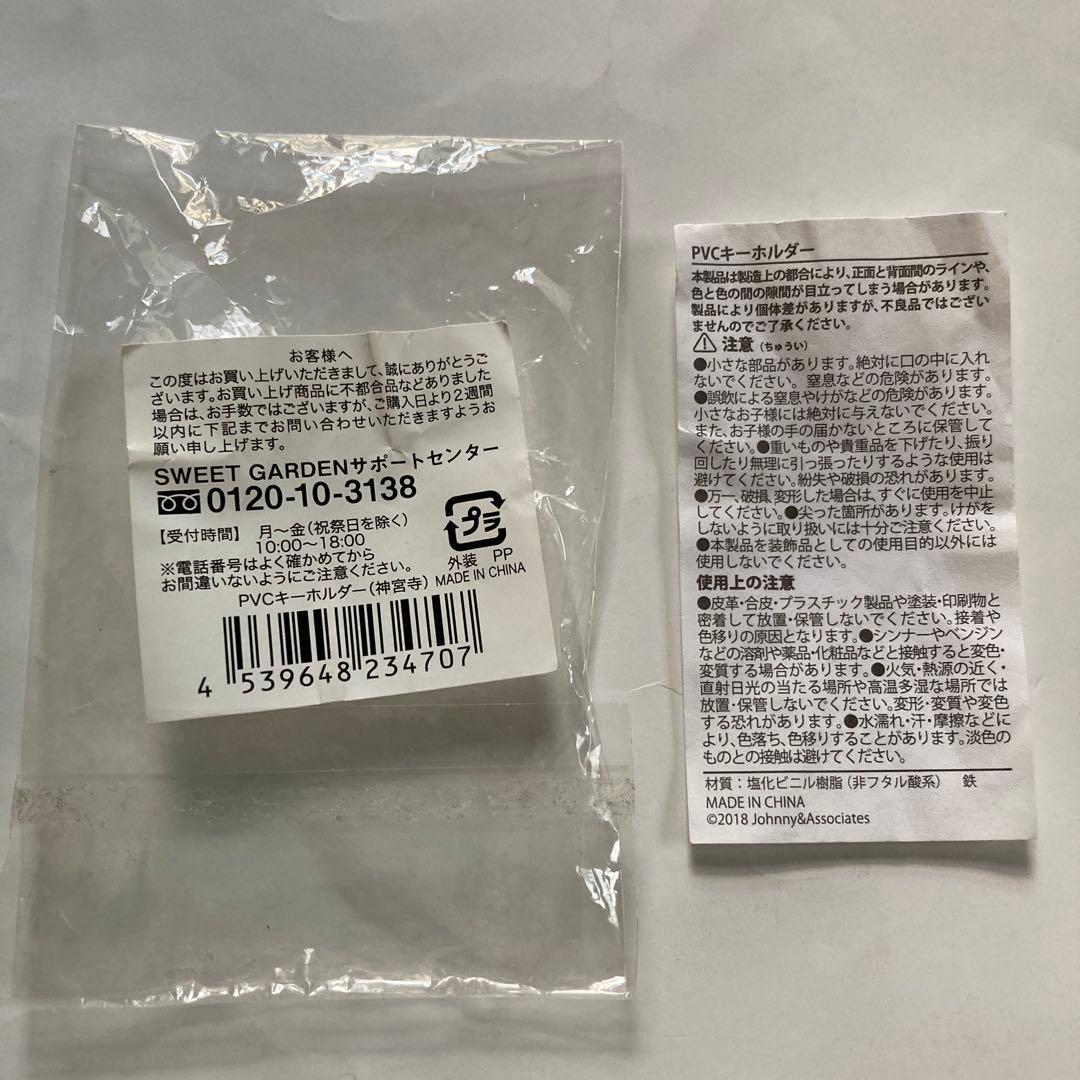 お客様へ
この度はお買い上げいただきまして、誠にありがとうご
ざいます。お買い上げ商品に不都合品などありました
場合は、お手数ではございますが、ご購入日より2週間
以内に下記までお問い合わせいただきますようお
願い申し上げます。
SWEET GARDENサポートセンター
0120-10-3138
【受付時間】 月〜金(祝祭日を除く)
10:00〜18:00
※電話番号はよく確かめてから
お間違いないようにご注意ください。
プラ
外装 PP
PVCキーホルダー(神宮寺) MADE IN CHINA
4 539648 234707
PVCキーホルダー
本製品は製造上の都合により、正面と背面間のラインや、
色と色の間の隙間が目立ってしまう場合があります。
製品により個体差がありますが、不良品ではござい
ませんのでご了承ください。
注意(ちゅうい)
●小さな部品があります。絶対に口の中に入れ
ないでください。窒息などの危険があります。
●誤飲による窒息やけがなどの危険があります。
小さなお子様には絶対に与えないでください。
また、お子様の手の届かないところに保管して
ください。●重いものや貴重品を下げたり、振り
回したり無理に引っ張ったりするような使用は
避けてください。紛失や破損の恐れがあります。
●万一、破損、変形した場合は、すぐに使用を中止
してください。●尖った箇所があります。けがを
しないように取り扱いには十分ご注意ください。
●本製品を装飾品としての使用目的以外には
使用しないでください。
使用上の注意
●皮革・合皮・プラスチック製品や塗装・印刷物と
密着して放置・保管しないでください。接着や
色移りの原因となります。●シンナーやベンジン
などの溶剤や薬品・化粧品などと接触すると変色・
変質する場合があります。●火気・熱源の近く・
直射日光の当たる場所や高温多湿な場所では
放置・保管しないでください。変形・変質や変色
する恐れがあります。●水濡れ・汗・摩擦などに
より、色落ち、色移りすることがあります。淡色の
ものとの接触は避けてください。
材質：塩化ビニル樹脂(非フタル酸系) 鉄
MADE IN CHINA
©2018 Johnny&Associates